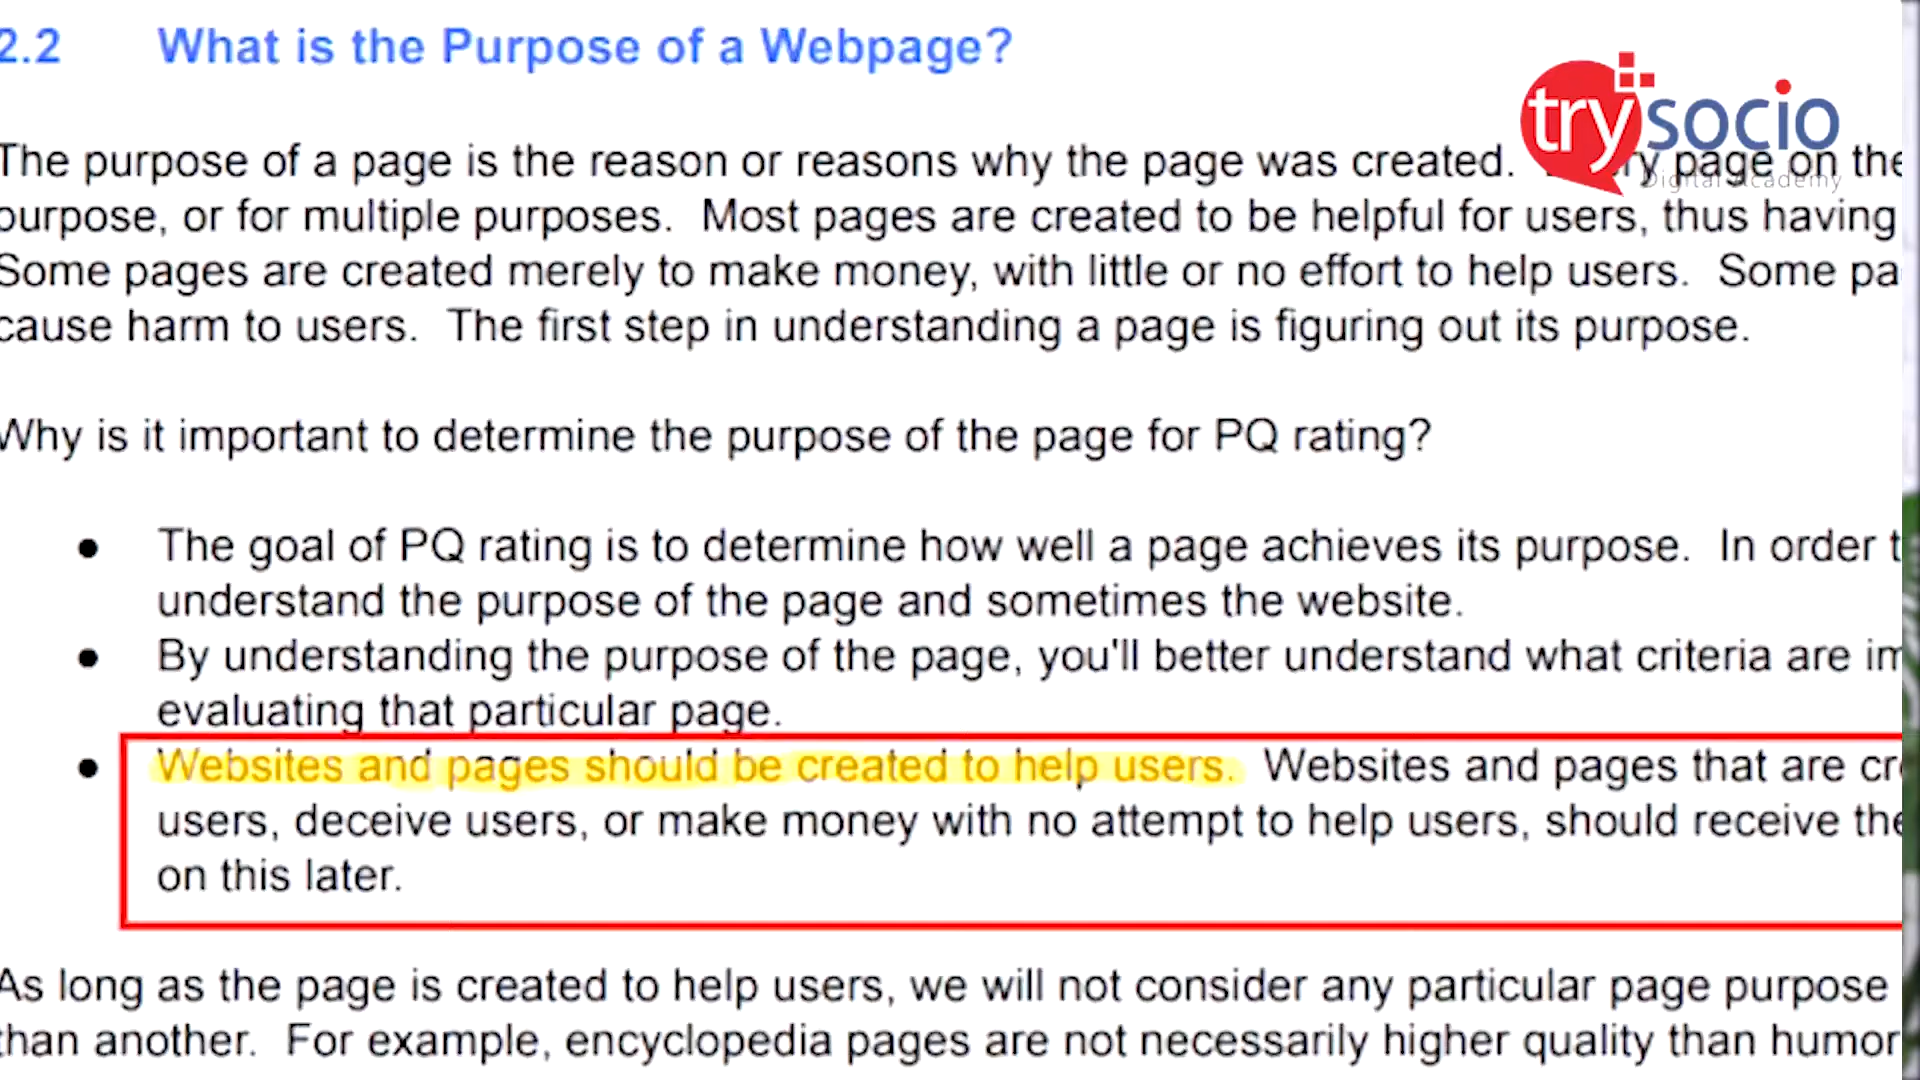 2.2 What is the Purpose of a Webpage?
trysocio
Digital Academy
The purpose of a page is the reason or reasons why the page was created. page on the
purpose, or for multiple purposes. Most pages are created to be helpful for users, thus having
Some pages are created merely to make money, with little or no effort to help users. Some pa
cause harm to users. The first step in understanding a page is figuring out its purpose.
Why is it important to determine the purpose of the page for PQ rating?
● The goal of PQ rating is to determine how well a page achieves its purpose. In order t
understand the purpose of the page and sometimes the website.
● By understanding the purpose of the page, you'll better understand what criteria are im
evaluating that particular page.
● Websites and pages should be created to help users. Websites and pages that are cr
users, deceive users, or make money with no attempt to help users, should receive the
on this later.
As long as the page is created to help users, we will not consider any particular page purpose
than another. For example, encyclopedia pages are not necessarily higher quality than humor